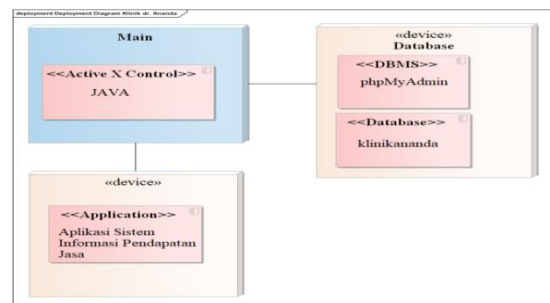 deployment Deployment Diagram Klinik dr. Ananda
Main
<<Active X Control>>
JAVA
«device»
Database
<<DBMS>>
phpMyAdmin
<<Database>>
klinikananda
«device»
<<Application>>
Aplikasi Sistem
Informasi Pendapatan
Jasa